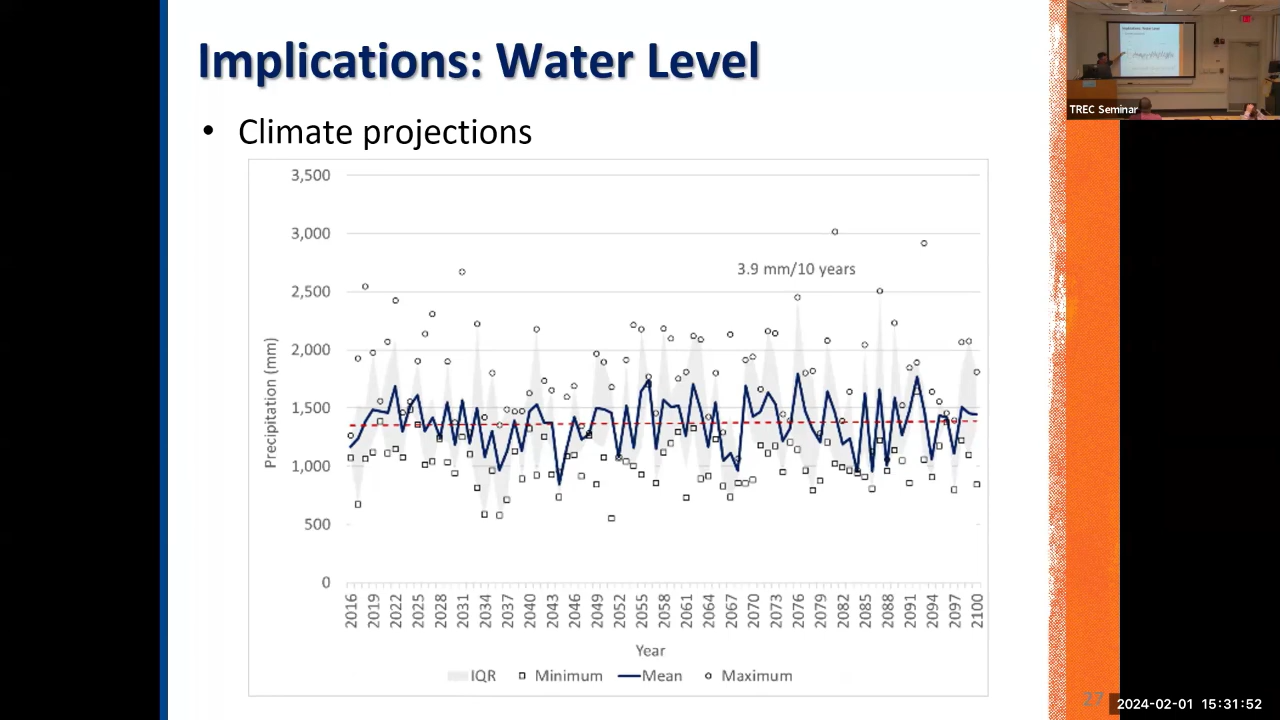 Implications: Water Level
• Climate projections
3,500
3,000
2,500
2,000
1,500
1,000
500
0
Precipitation (mm)
3.9 mm/10 years
2016 2019 2022 2025 2028 2031 2034 2037 2040 2043 2046 2049 2052 2055 2058 2061 2064 2067 2070 2073 2076 2079 2082 2085 2088 2091 2094 2097 2100
Year
IQR Minimum Mean Maximum
TREC Seminar
27
2024-02-01 15:31:52